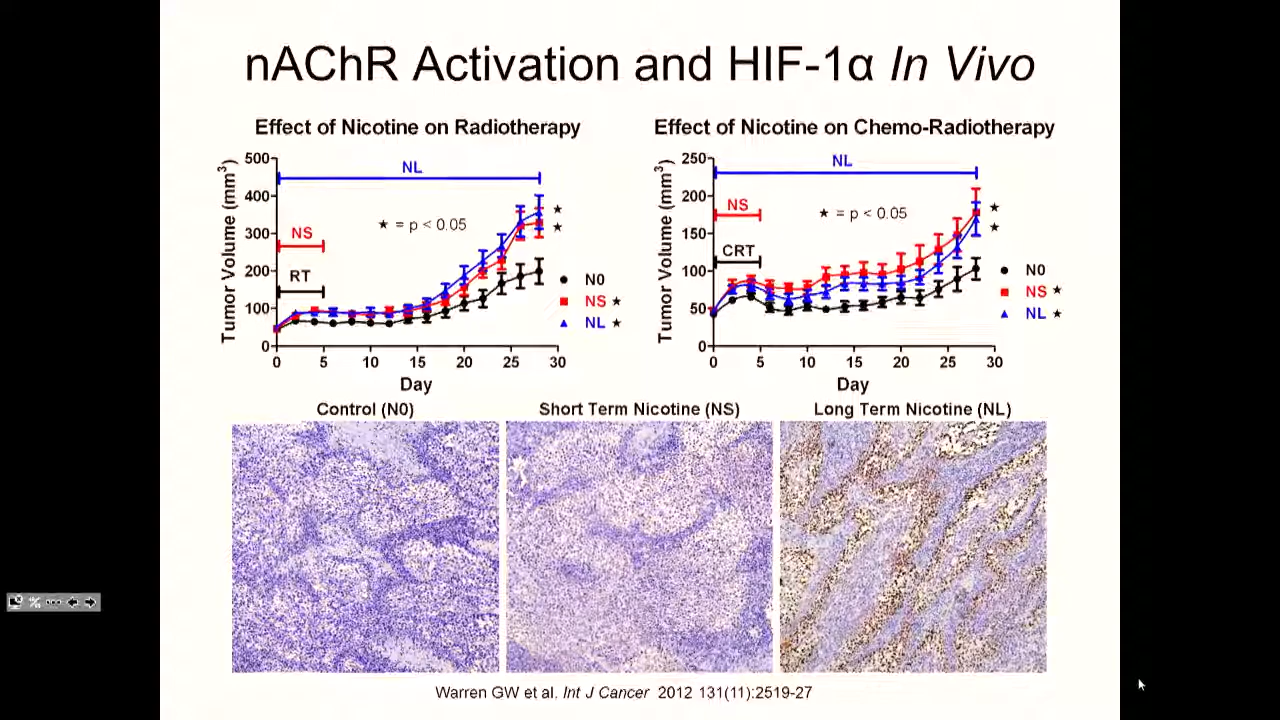 nAChR Activation and HIF-1α In Vivo
Effect of Nicotine on Radiotherapy
Tumor Volume (mm³)
500
400
300
200
100
0
NL
NS
RT
★ = p < 0.05
★
★
N0
NS ★
NL ★
0 5 10 15 20 25 30
Day
Effect of Nicotine on Chemo-Radiotherapy
Tumor Volume (mm³)
250
200
150
100
50
0
NL
NS
CRT
★ = p < 0.05
★
★
N0
NS ★
NL ★
0 5 10 15 20 25 30
Day
Control (N0)
Short Term Nicotine (NS)
Long Term Nicotine (NL)
Warren GW et al. Int J Cancer 2012 131(11):2519-27